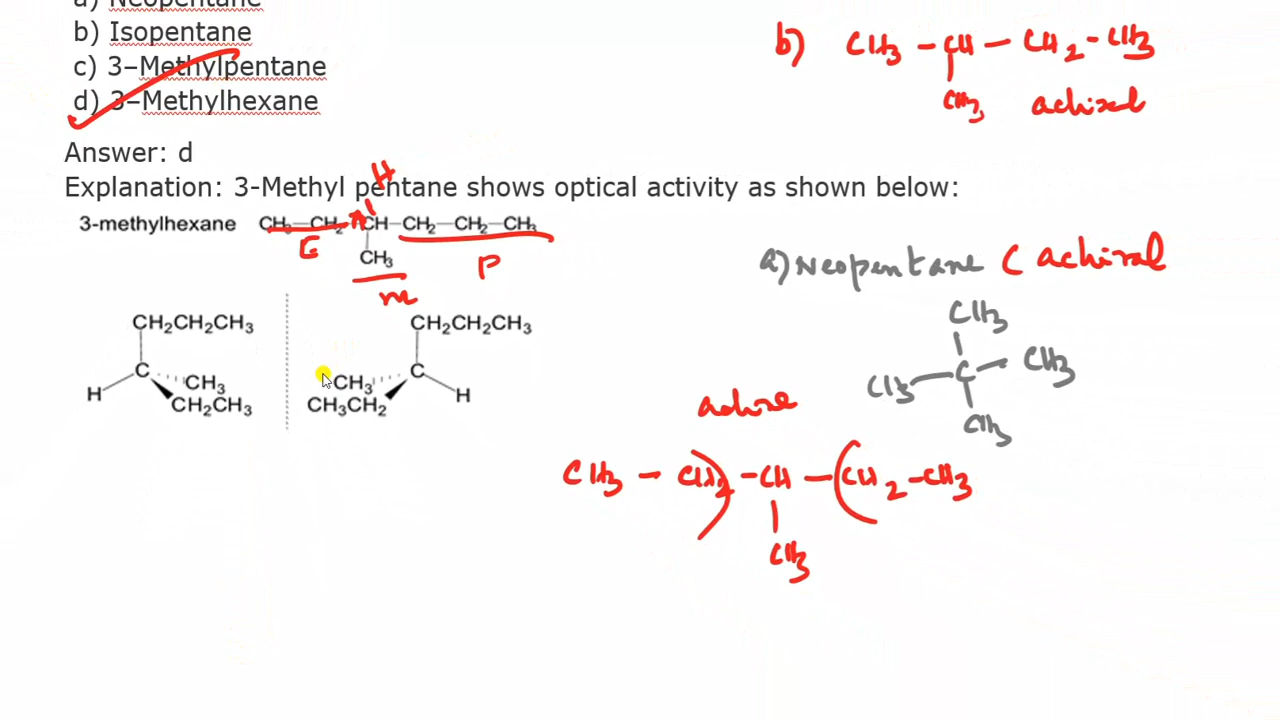 a) Neopentane
b) Isopentane
c) 3–Methylpentane
d) 3–Methylhexane
Answer: d
Explanation: 3-Methyl pentane shows optical activity as shown below:
H
3-methylhexane CH3—CH2 CH—CH2—CH2—CH3
E
CH3
P
m
CH2CH2CH3
C
H
CH3
CH2CH3
CH2CH2CH3
C
CH3
CH3CH2
H
b) CH3 – CH – CH2 – CH3
CH3
achiral
a) Neopentane ( achiral
CH3
CH3 – C – CH3
CH3
CH3 – CH2) – CH – (CH2 – CH3
CH3